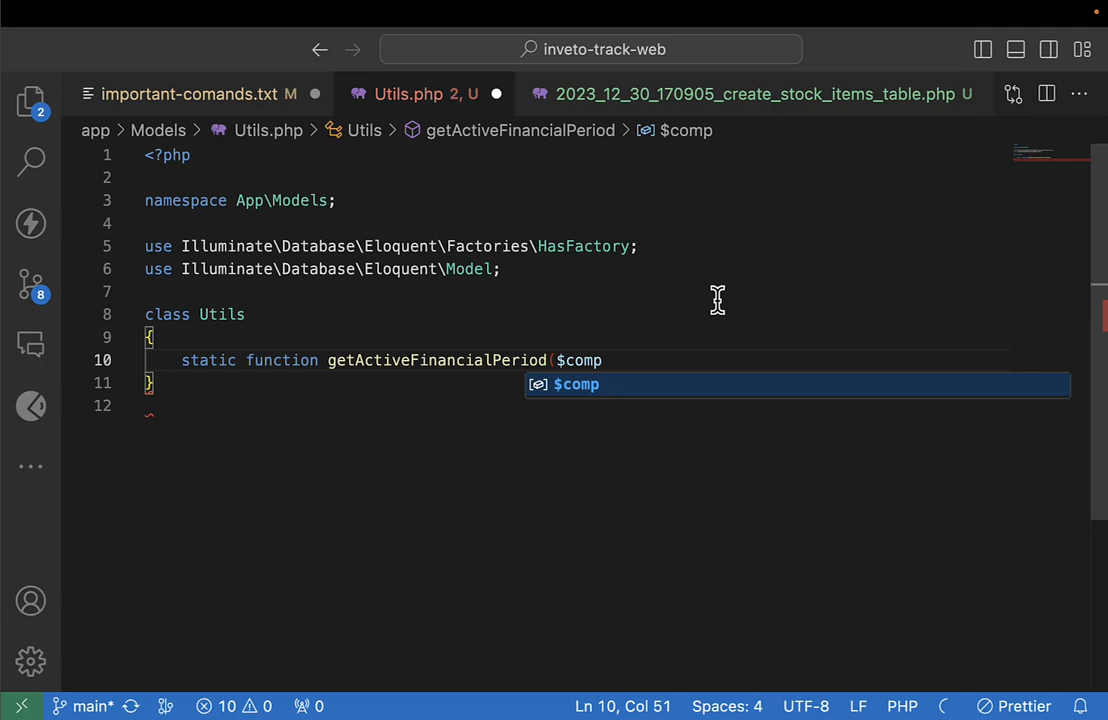 inveto-track-web
important-comands.txt M
Utils.php 2, U
2023_12_30_170905_create_stock_items_table.php U
app > Models > Utils.php > Utils > getActiveFinancialPeriod > $comp
1 <?php
2
3 namespace App\Models;
4
5 use Illuminate\Database\Eloquent\Factories\HasFactory;
6 use Illuminate\Database\Eloquent\Model;
7
8 class Utils
9 {
10 static function getActiveFinancialPeriod($comp
$comp
11 }
12
2
8
main* 10 0 0 Ln 10, Col 51 Spaces: 4 UTF-8 LF PHP Prettier